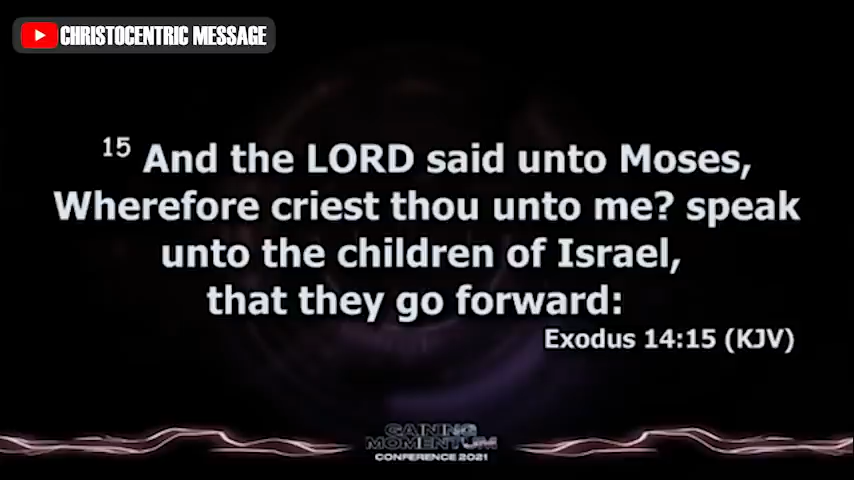 CHRISTOCENTRIC MESSAGE
15 And the LORD said unto Moses,
Wherefore criest thou unto me? speak
unto the children of Israel,
that they go forward:
Exodus 14:15 (KJV)
GAINING
MOMENTUM
CONFERENCE 2021